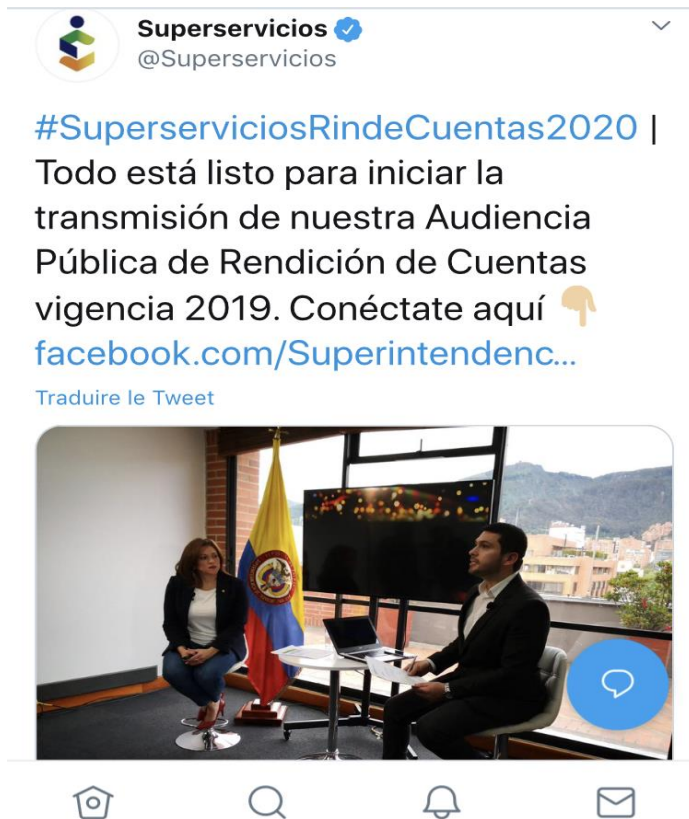 Superservicios
@Superservicios
#SuperserviciosRindeCuentas2020 |
Todo está listo para iniciar la
transmisión de nuestra Audiencia
Pública de Rendición de Cuentas
vigencia 2019. Conéctate aquí 👇🏼
facebook.com/Superintendenc...
Traduire le Tweet